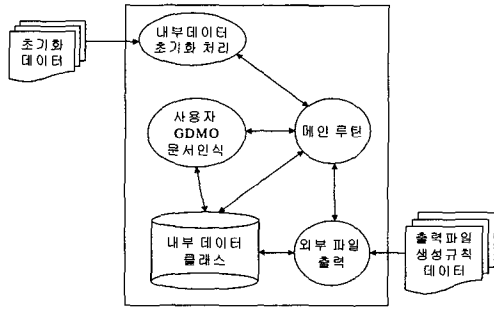 초기화
데이터
내부데이터
초기화 처리
사용자
GDMO
문서인식
메인 루틴
내부 데이터
클래스
외부 파일
출력
출력파일
생성규칙
데이터